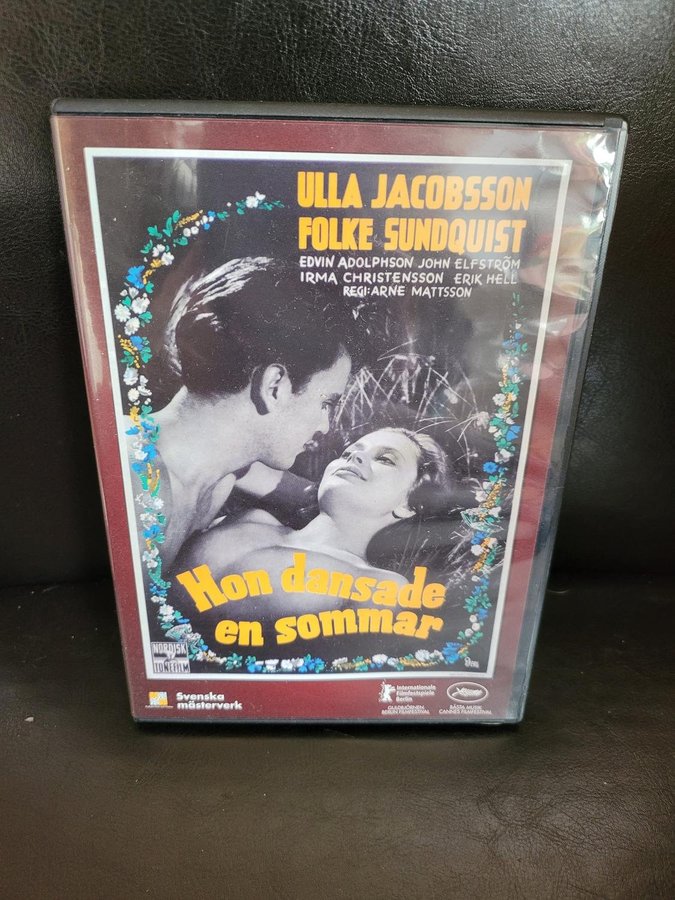 ULLA JACOBSSON
FOLKE SUNDQUIST
EDVIN ADOLPHSON JOHN ELFSTRÖM
IRMA CHRISTENSSON ERIK HELL
REGI: ARNE MATTSSON
Hon dansade
en sommar
NORDISK
TONEFILM
Svenska
mästerverk
Internationale
Filmfestspiele
Berlin
GULDBJÖRNEN
BERLIN FILMFESTIVAL
BÄSTA MUSIK
CANNES FILMFESTIVAL